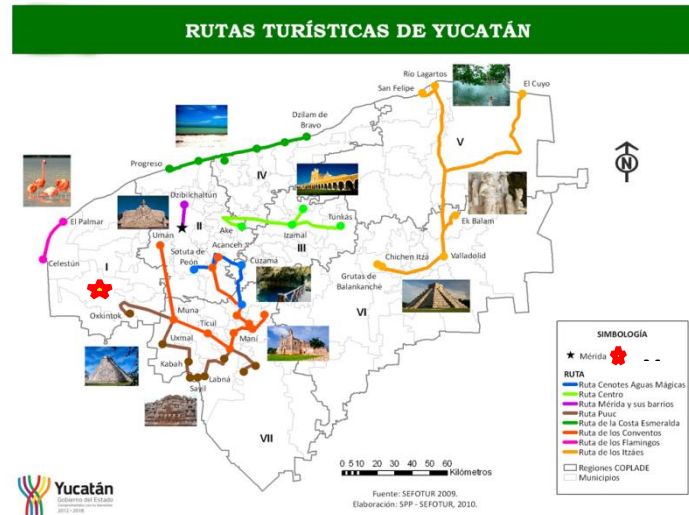 RUTAS TURÍSTICAS DE YUCATÁN
Río Lagartos
San Felipe
El Cuyo
Dzilam de
Bravo
V
Progreso
IV
Dzibilchaltún
El Palmar
II
Umán
Ake
Tunkás
Izamal
Ek Balam
Acanceh
III
Sotuta de
Peón
Cuzamá
Celestún
I
Chichen Itzá
Valladolid
Grutas de
Balankanché
VI
Oxkintok
Muna
Ticul
Uxmal
Maní
Kabah
Labná
Sayil
VII
N
SIMBOLOGÍA
Mérida
RUTA
Ruta Cenotes Aguas Mágicas
Ruta Centro
Ruta Mérida y sus barrios
Ruta Puuc
Ruta de la Costa Esmeralda
Ruta de los Conventos
Ruta de los Flamingos
Ruta de los Itzáes
Regiones COPLADE
Municipios
0 5 10 20 30 40 50 60
Kilómetros
Fuente: SEFOTUR 2009.
Elaboración: SPP - SEFOTUR, 2010.
Yucatán
Gobierno del Estado
2012 - 2018